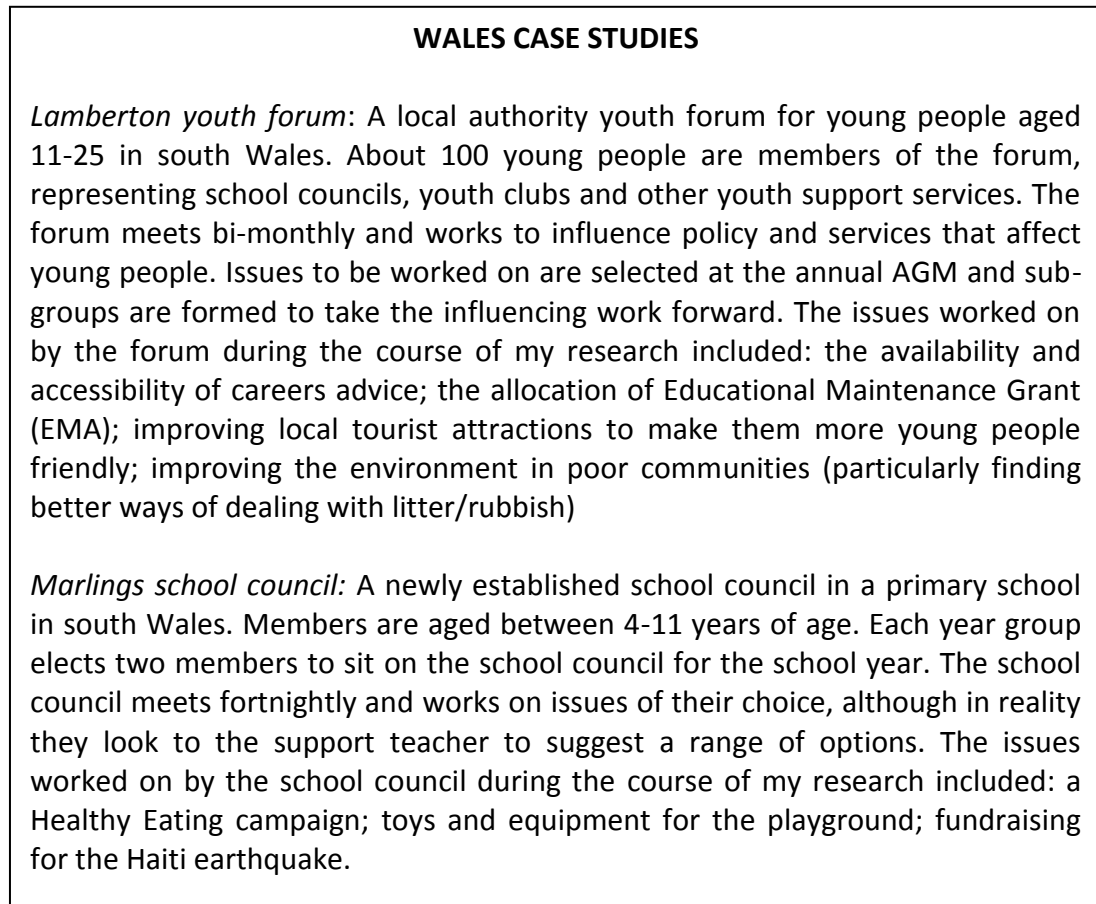 WALES CASE STUDIES
Lamberton youth forum: A local authority youth forum for young people aged
11-25 in south Wales. About 100 young people are members of the forum,
representing school councils, youth clubs and other youth support services. The
forum meets bi-monthly and works to influence policy and services that affect
young people. Issues to be worked on are selected at the annual AGM and sub-
groups are formed to take the influencing work forward. The issues worked on
by the forum during the course of my research included: the availability and
accessibility of careers advice; the allocation of Educational Maintenance Grant
(EMA); improving local tourist attractions to make them more young people
friendly; improving the environment in poor communities (particularly finding
better ways of dealing with litter/rubbish)
Marlings school council: A newly established school council in a primary school
in south Wales. Members are aged between 4-11 years of age. Each year group
elects two members to sit on the school council for the school year. The school
council meets fortnightly and works on issues of their choice, although in reality
they look to the support teacher to suggest a range of options. The issues
worked on by the school council during the course of my research included: a
Healthy Eating campaign; toys and equipment for the playground; fundraising
for the Haiti earthquake.